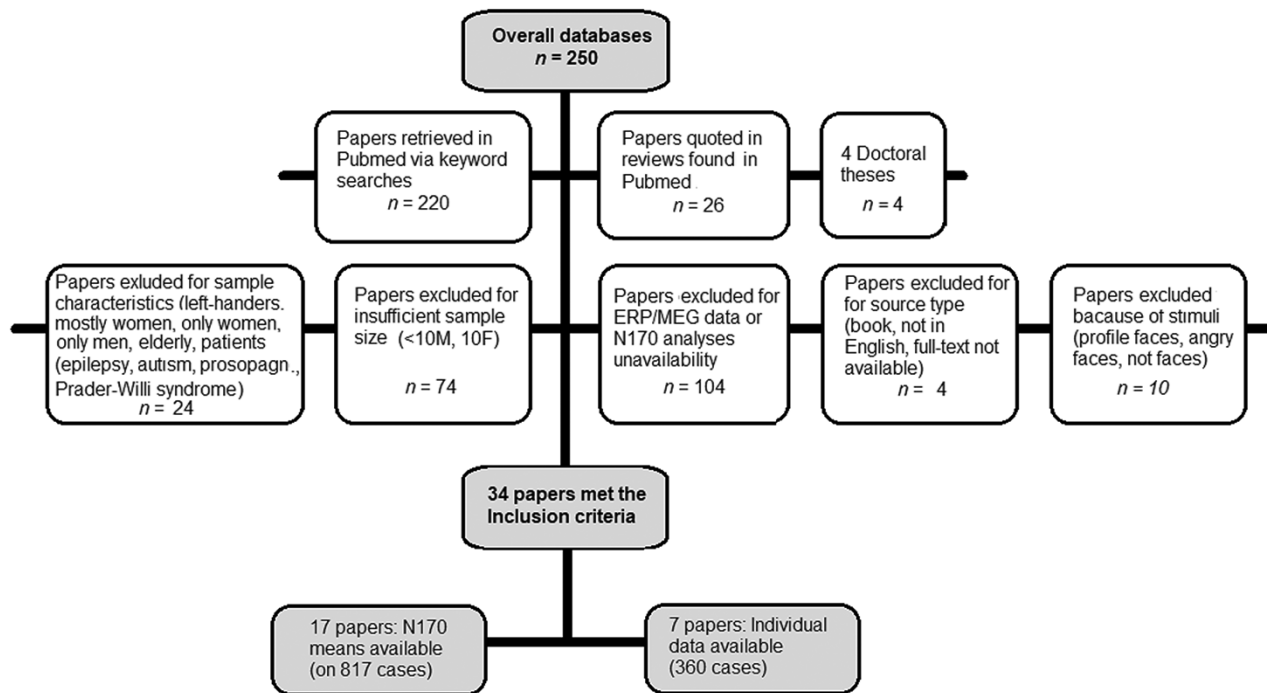 Overall databases
n = 250
Papers retrieved in
Pubmed via keyword
searches
n = 220
Papers quoted in
reviews found in
Pubmed
n = 26
4 Doctoral
theses
n = 4
Papers exluded for sample
characteristics (left-handers.
mostly women, only women,
only men, elderly, patients
(epilepsy, autism, prosopagn.,
Prader-Willi syndrome)
n = 24
Papers excluded for
insufficient sample
size (<10M, 10F)
n = 74
Papers excluded for
ERP/MEG data or
N170 analyses
unavailability
n = 104
Papers excluded for
for source type
(book, not in
English, full-text not
available)
n = 4
Papers excluded
bacause of stimuli
(profile faces, angry
faces, not faces)
n = 10
34 papers met the
Inclusion criteria
17 papers: N170
means available
(on 817 cases)
7 papers: Individual
data available
(360 cases)